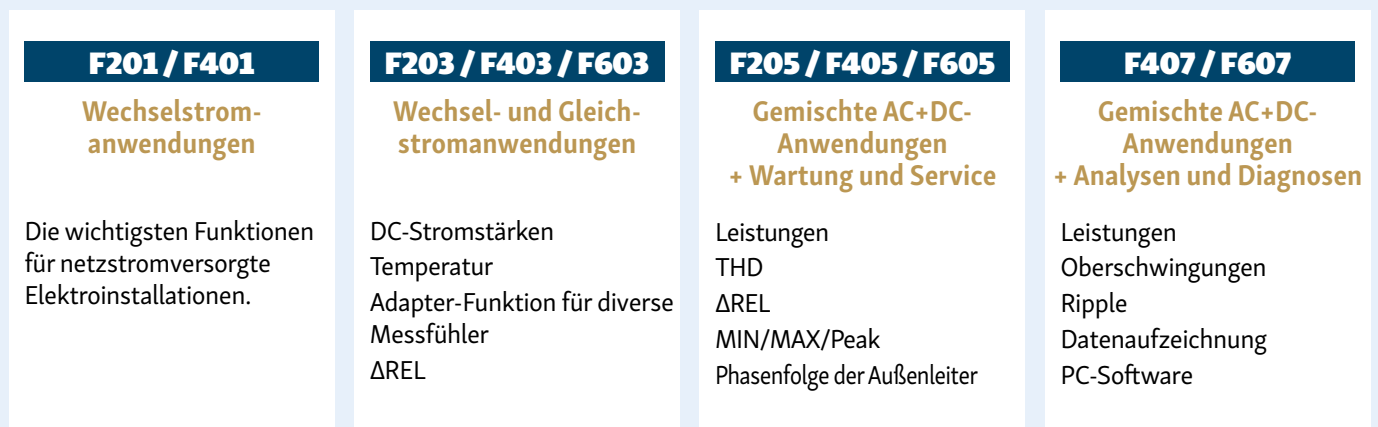 F201 / F401
Wechselstrom-
anwendungen
Die wichtigsten Funktionen
für netzstromversorgte
Elektroinstallationen.
F203 / F403 / F603
Wechsel- und Gleich-
stromanwendungen
DC-Stromstärken
Temperatur
Adapter-Funktion für diverse
Messfühler
ΔREL
F205 / F405 / F605
Gemischte AC+DC-
Anwendungen
+ Wartung und Service
Leistungen
THD
ΔREL
MIN/MAX/Peak
Phasenfolge der Außenleiter
F407 / F607
Gemischte AC+DC-
Anwendungen
+ Analysen und Diagnosen
Leistungen
Oberschwingungen
Ripple
Datenaufzeichnung
PC-Software